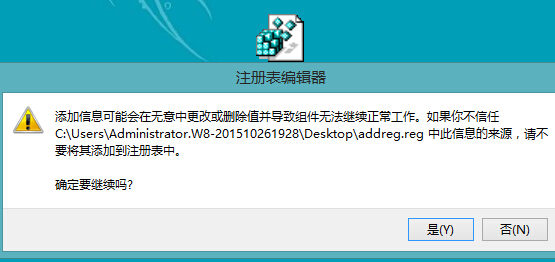 注册表编辑器
添加信息可能会在无意中更改或删除值并导致组件无法继续正常工作。如果你不信任
C:\Users\Administrator.W8-201510261928\Desktop\addreg.reg 中此信息的来源，请不
要将其添加到注册表中。
确定要继续吗?
是(Y)
否(N)